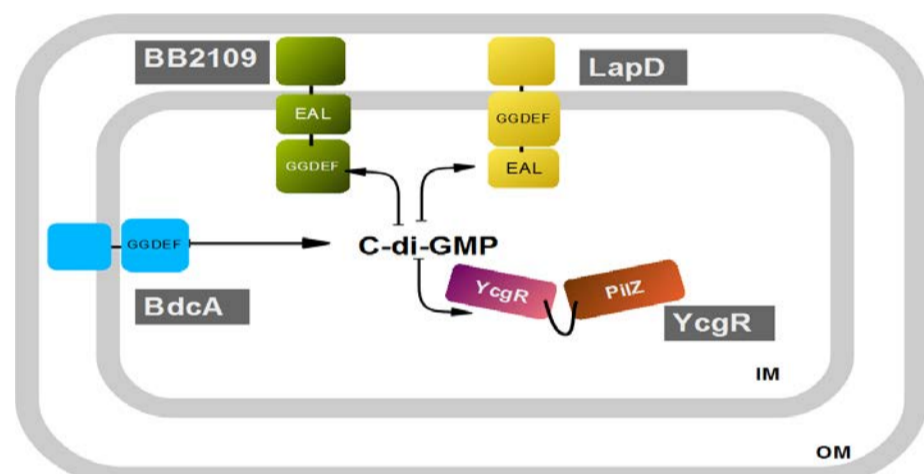 BB2109
LapD
EAL
GGDEF
GGDEF
EAL
GGDEF
C-di-GMP
BdcA
YcgR
PilZ
YcgR
IM
OM